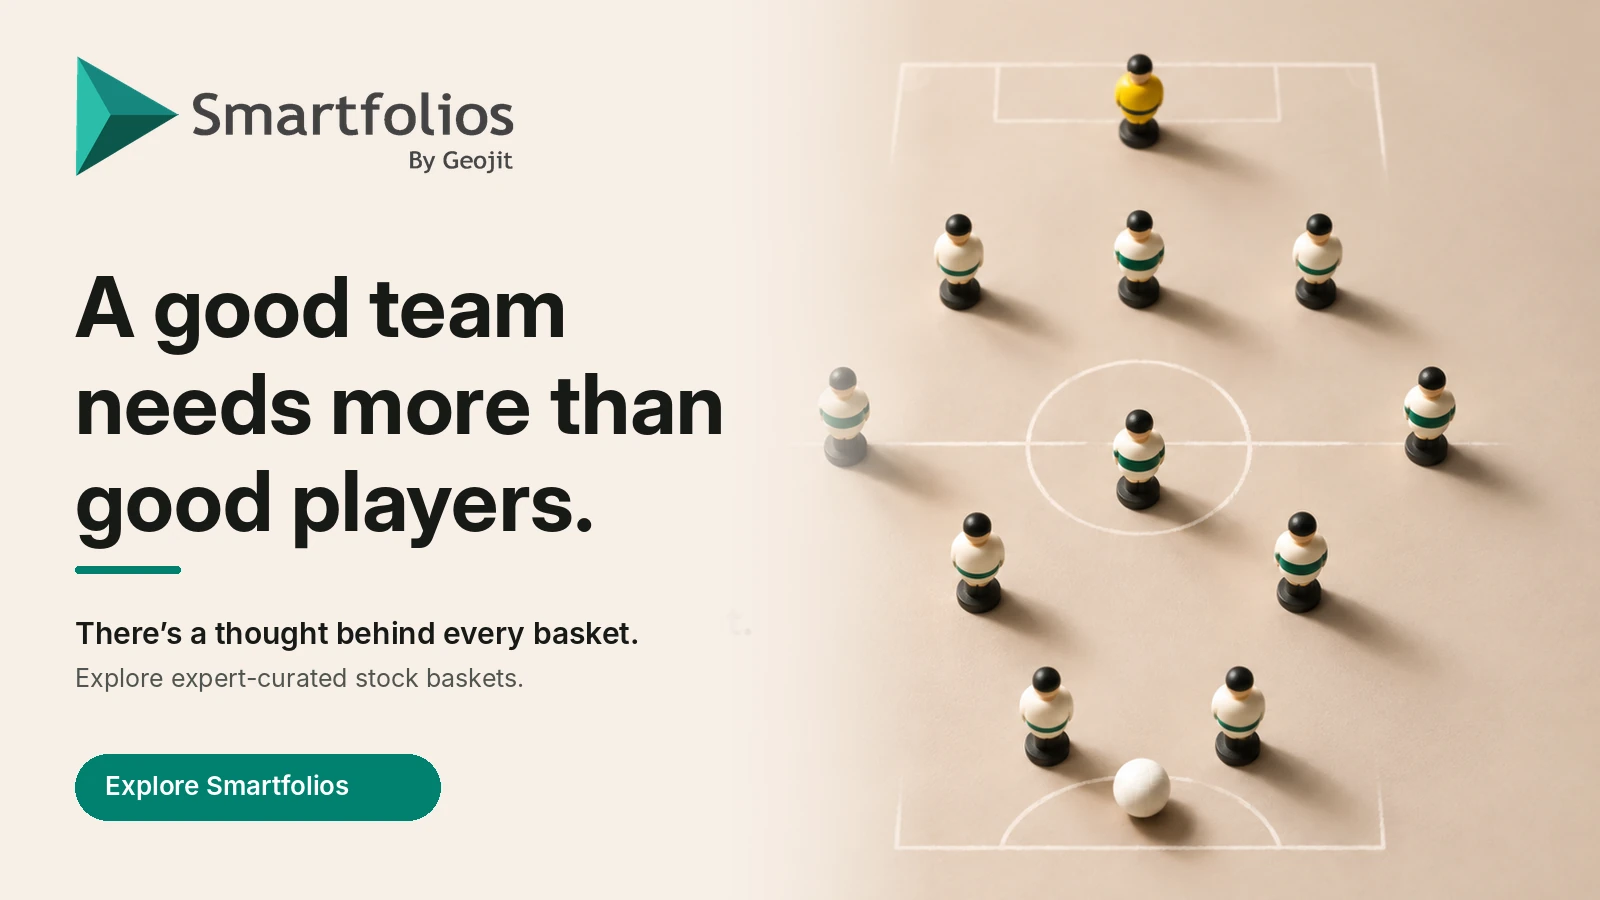 Smartfolios
By Geojit
A good team
needs more than
good players.
There’s a thought behind every basket.
Explore expert-curated stock baskets.
Explore Smartfolios